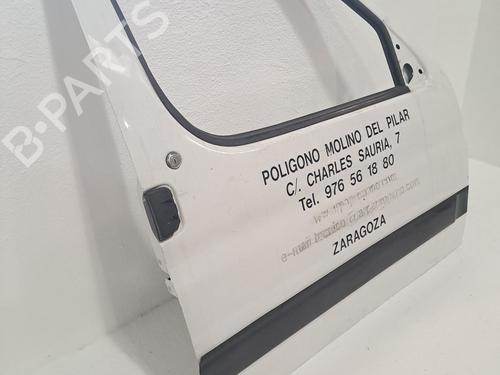 B-PARTS
POLIGONO MOLINO DEL PILAR
C/. CHARLES SAURIA, 7
Tel. 976 56 18 80
ZARAGOZA